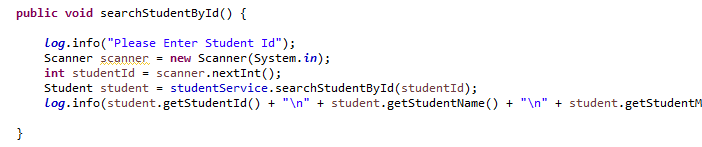 public void searchStudentById() {
log.info("Please Enter Student Id");
Scanner scanner = new Scanner(System.in);
int studentId = scanner.nextInt();
Student student = studentService.searchStudentById(studentId);
log.info(student.getStudentId() + "\n" + student.getStudentName() + "\n" + student.getStudentM
}